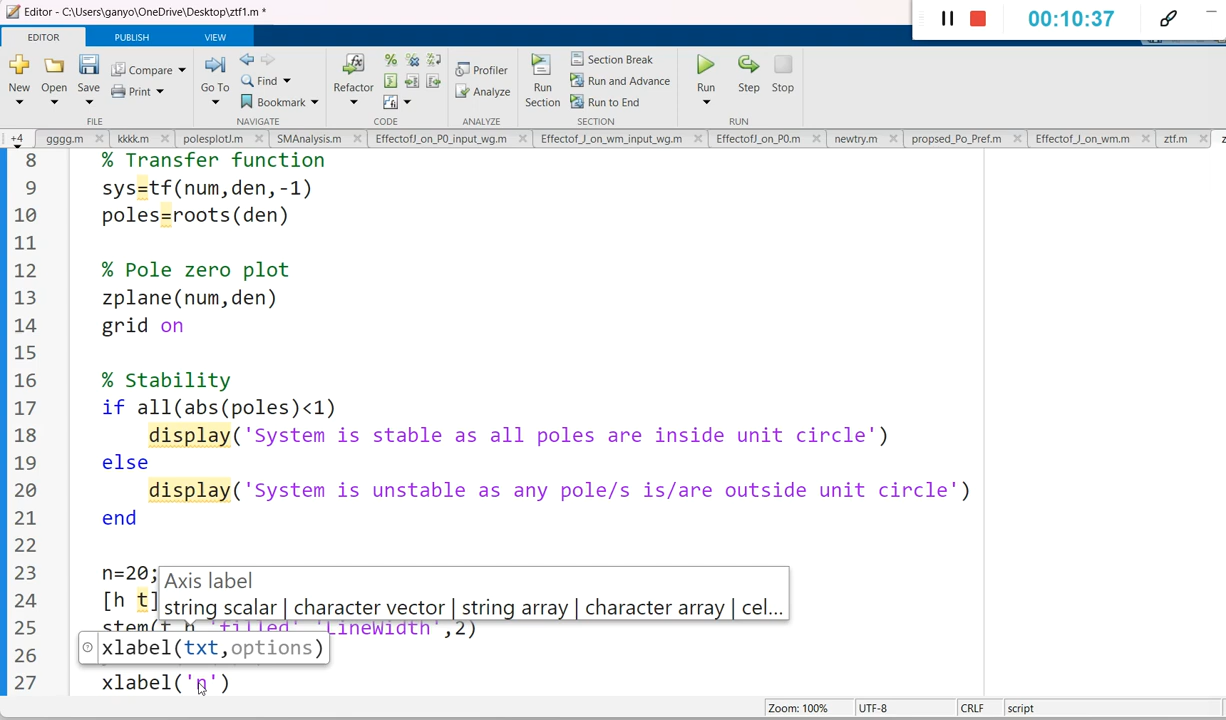 Editor - C:\Users\ganyo\OneDrive\Desktop\ztf1.m *
00:10:37
EDITOR PUBLISH VIEW
New Open Save Compare Print
Go To Find Bookmark
Refactor
Profiler Analyze
Run Section Section Break Run and Advance Run to End
Run Step Stop
FILE NAVIGATE CODE ANALYZE SECTION RUN
+4 gggg.m kkkk.m polesplotJ.m SMAnalysis.m EffectofJ_on_P0_input_wg.m Effectof_J_on_wm_input_wg.m EffectofJ_on_P0.m newtry.m propsed_Po_Pref.m Effectof_J_on_wm.m ztf.m
8 % Transfer function
9 sys=tf(num,den,-1)
10 poles=roots(den)
11
12 % Pole zero plot
13 zplane(num,den)
14 grid on
15
16 % Stability
17 if all(abs(poles)<1)
18 display('System is stable as all poles are inside unit circle')
19 else
20 display('System is unstable as any pole/s is/are outside unit circle')
21 end
22
23 n=20;
Axis label
24 [h t]
string scalar | character vector | string array | character array | cel...
25 stem(t,h,'filled','LineWidth',2)
26
xlabel(txt,options)
27 xlabel('n')
Zoom: 100% UTF-8 CRLF script